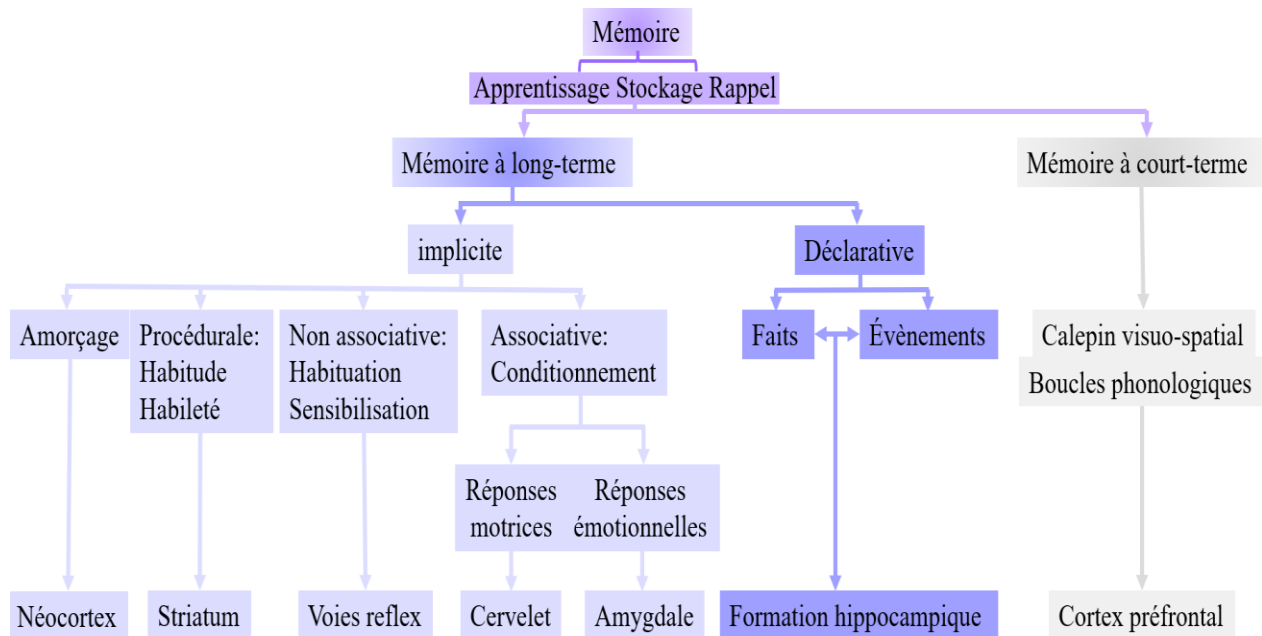 Mémoire
Apprentissage Stockage Rappel
Mémoire à long-terme
Mémoire à court-terme
implicite
Déclarative
Amorçage
Procédurale:
Habitude
Habileté
Non associative:
Habituation
Sensibilisation
Associative:
Conditionnement
Faits
Évènements
Calepin visuo-spatial
Boucles phonologiques
Réponses
motrices
Réponses
émotionnelles
Néocortex
Striatum
Voies reflex
Cervelet
Amygdale
Formation hippocampique
Cortex préfrontal